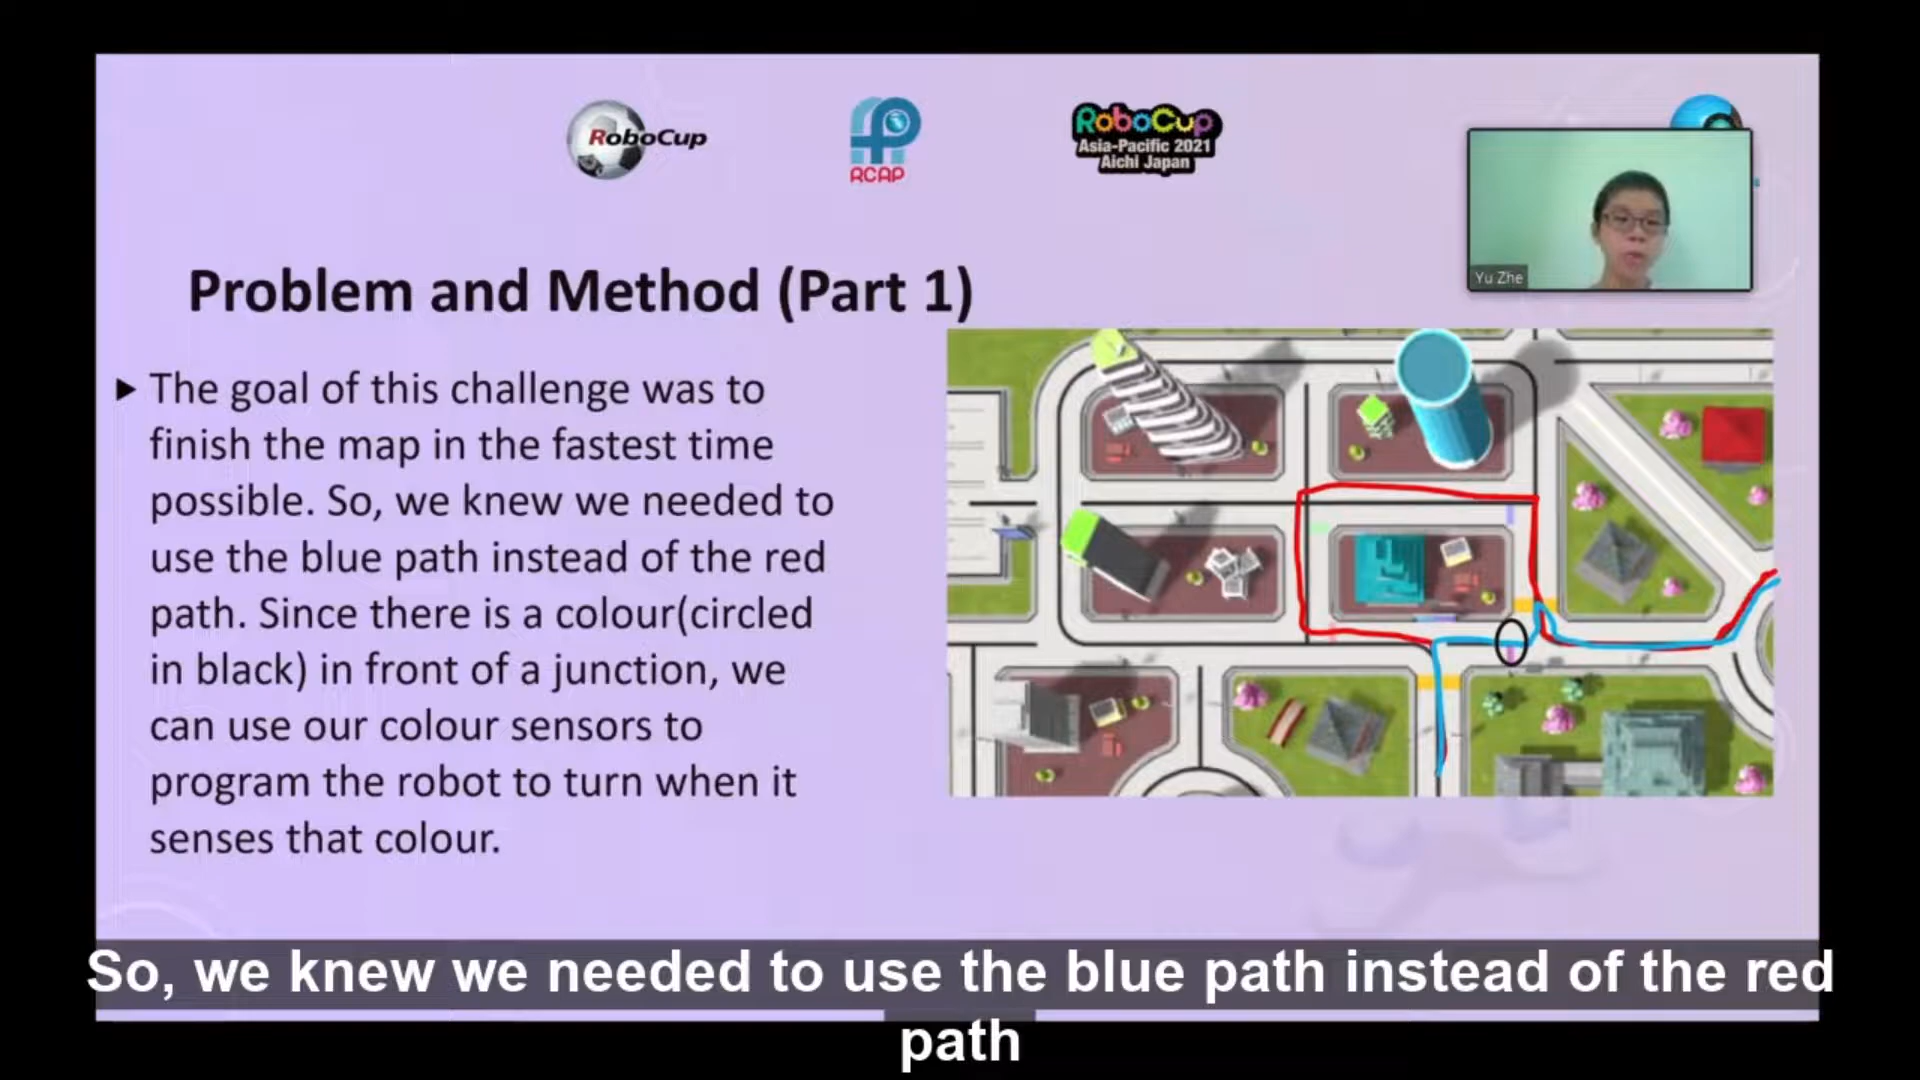 RoboCup
RCAP
RoboCup
Asia-Pacific 2021
Aichi Japan
Yu Zhe
Problem and Method (Part 1)
The goal of this challenge was to
finish the map in the fastest time
possible. So, we knew we needed to
use the blue path instead of the red
path. Since there is a colour(circled
in black) in front of a junction, we
can use our colour sensors to
program the robot to turn when it
senses that colour.
So, we knew we needed to use the blue path instead of the red
path